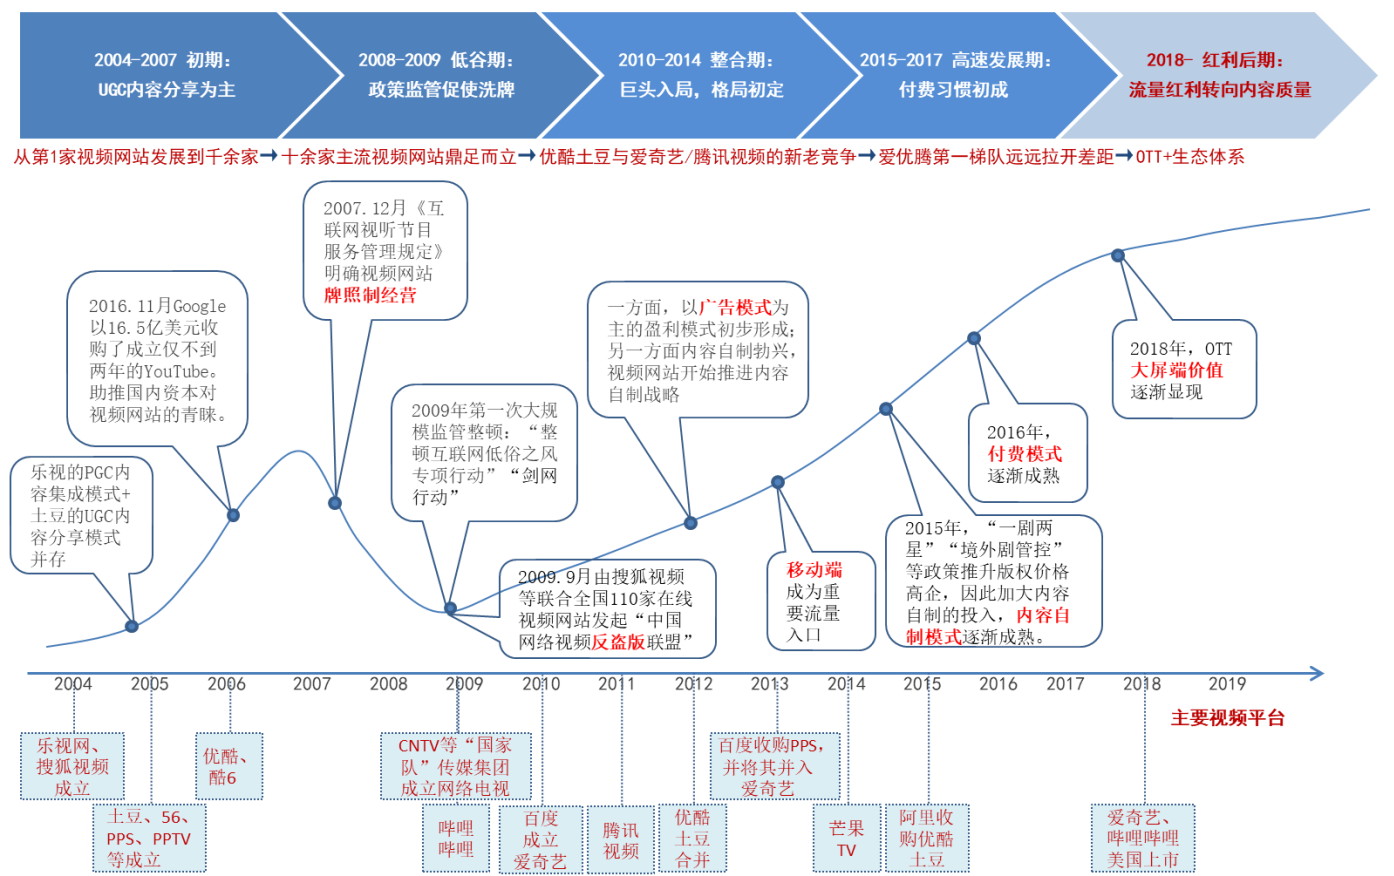 2004-2007 初期：
UGC内容分享为主
2008-2009 低谷期：
政策监管促使洗牌
2010-2014 整合期：
巨头入局，格局初定
2015-2017 高速发展期：
付费习惯初成
2018- 红利后期：
流量红利转向内容质量
从第1家视频网站发展到千余家→十余家主流视频网站鼎足而立→优酷土豆与爱奇艺/腾讯视频的新老竞争→爱优腾第一梯队远远拉开差距→OTT+生态体系
2007.12月《互
联网视听节目
服务管理规定》
明确视频网站
牌照制经营
2016.11月Google
以16.5亿美元收
购了成立仅不到
两年的YouTube。
助推国内资本对
视频网站的青睐。
乐视的PGC内
容集成模式+
土豆的UGC内
容分享模式
并存
2009年第一次大规
模监管整顿：“整
顿互联网低俗之风
专项行动”“剑网
行动”
2009.9月由搜狐视频
等联合全国110家在线
视频网站发起“中国
网络视频反盗版联盟”
一方面，以广告模式为
主的盈利模式初步形成；
另一方面内容自制勃兴，
视频网站开始推进内容
自制战略
移动端
成为重
要流量
入口
2015年，“一剧两
星”“境外剧管控”
等政策推升版权价格
高企，因此加大内容
自制的投入，内容自
制模式逐渐成熟。
2016年，
付费模式
逐渐成熟
2018年，OTT
大屏端价值
逐渐显现
2004 2005 2006 2007 2008 2009 2010 2011 2012 2013 2014 2015 2016 2017 2018 2019
主要视频平台
乐视网、
搜狐视频
成立
土豆、56、
PPS、PPTV
等成立
优酷、
酷6
CNTV等“国家
队”传媒集团
成立网络电视
哔哩
哔哩
百度
成立
爱奇艺
腾讯
视频
优酷
土豆
合并
百度收购PPS，
并将其并入
爱奇艺
芒果
TV
阿里收
购优酷
土豆
爱奇艺、
哔哩哔哩
美国上市